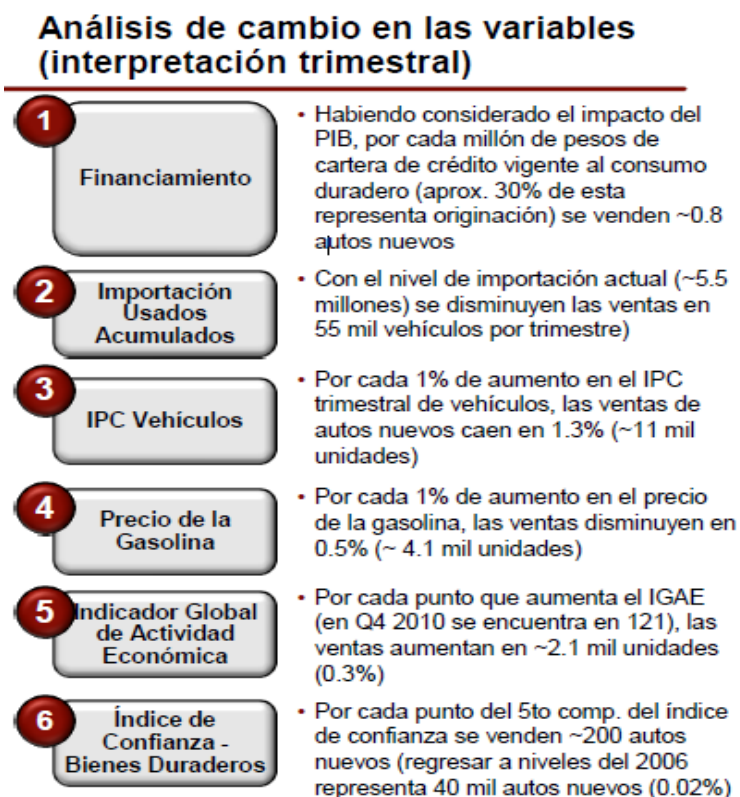 Análisis de cambio en las variables
(interpretación trimestral)
1
Financiamiento
• Habiendo considerado el impacto del
PIB, por cada millón de pesos de
cartera de crédito vigente al consumo
duradero (aprox. 30% de esta
representa originación) se venden ~0.8
autos nuevos
2
Importación
Usados
Acumulados
• Con el nivel de importación actual (~5.5
millones) se disminuyen las ventas en
55 mil vehículos por trimestre)
3
IPC Vehículos
• Por cada 1% de aumento en el IPC
trimestral de vehículos, las ventas de
autos nuevos caen en 1.3% (~11 mil
unidades)
4
Precio de la
Gasolina
• Por cada 1% de aumento en el precio
de la gasolina, las ventas disminuyen en
0.5% (~ 4.1 mil unidades)
5
Indicador Global
de Actividad
Económica
• Por cada punto que aumenta el IGAE
(en Q4 2010 se encuentra en 121), las
ventas aumentan en ~2.1 mil unidades
(0.3%)
6
Índice de
Confianza -
Bienes Duraderos
• Por cada punto del 5to comp. del índice
de confianza se venden ~200 autos
nuevos (regresar a niveles del 2006
representa 40 mil autos nuevos (0.02%)